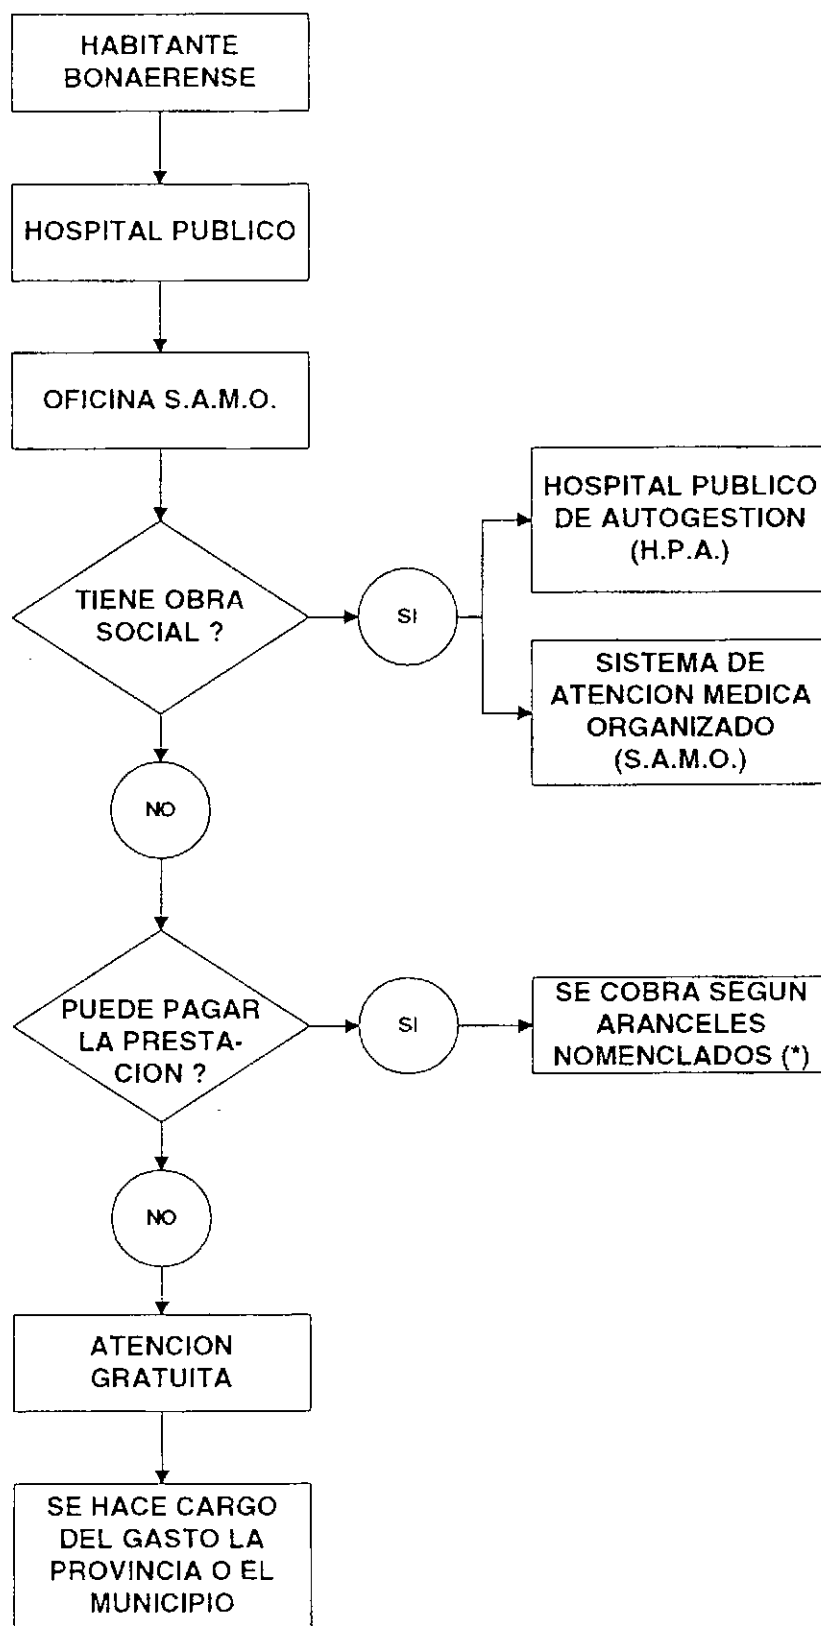 HABITANTE
BONAERENSE
HOSPITAL PUBLICO
OFICINA S.A.M.O.
TIENE OBRA
SOCIAL ?
SI
HOSPITAL PUBLICO
DE AUTOGESTION
(H.P.A.)
SISTEMA DE
ATENCION MEDICA
ORGANIZADO
(S.A.M.O.)
NO
PUEDE PAGAR
LA PRESTA-
CION ?
SI
SE COBRA SEGUN
ARANCELES
NOMENCLADOS (*)
NO
ATENCION
GRATUITA
SE HACE CARGO
DEL GASTO LA
PROVINCIA O EL
MUNICIPIO